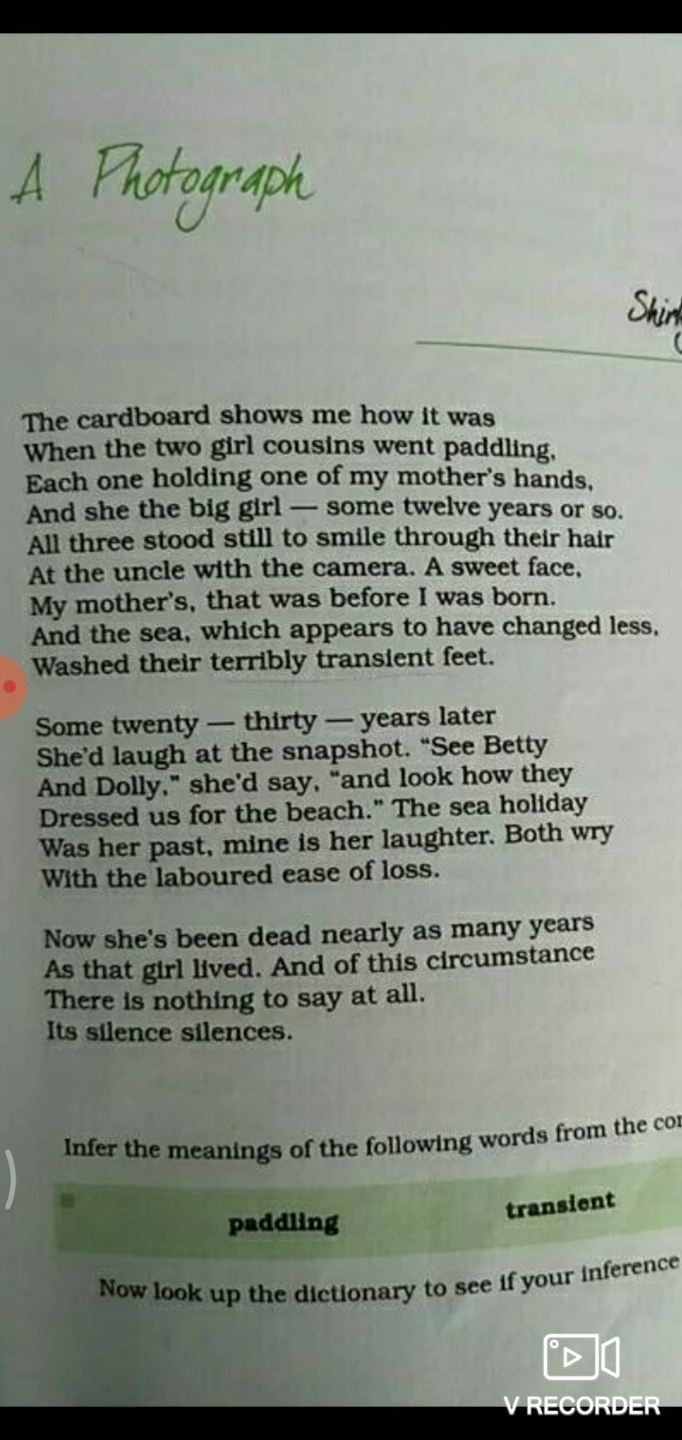 A Photograph
The cardboard shows me how it was
When the two girl cousins went paddling,
Each one holding one of my mother's hands,
And she the big girl — some twelve years or so.
All three stood still to smile through their hair
At the uncle with the camera. A sweet face,
My mother's, that was before I was born.
And the sea, which appears to have changed less,
Washed their terribly transient feet.
Some twenty — thirty — years later
She'd laugh at the snapshot. “See Betty
And Dolly,” she'd say, “and look how they
Dressed us for the beach.” The sea holiday
Was her past, mine is her laughter. Both wry
With the laboured ease of loss.
Now she's been dead nearly as many years
As that girl lived. And of this circumstance
There is nothing to say at all.
Its silence silences.
Infer the meanings of the following words from the
paddling transient
Now look up the dictionary to see if your inference
V RECORDER